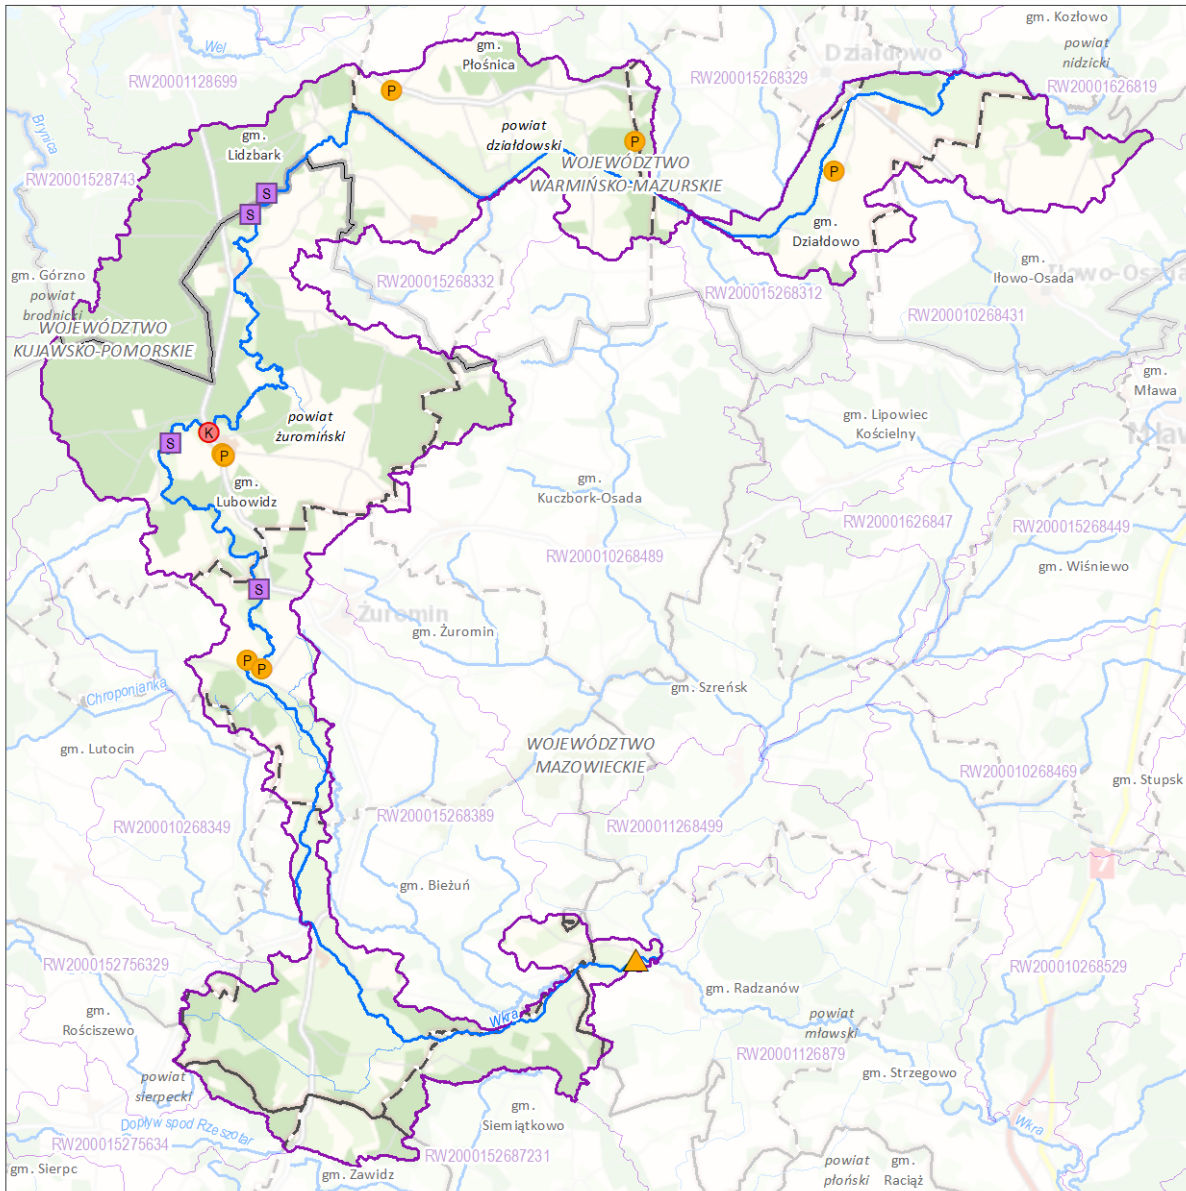 gm. Kozłowo
Wel
gm.
Płośnica
powiat
nidzicki
Działdowo
RW20001128699
RW200015268329
RW20001626819
P
Brynica
gm.
Lidzbark
powiat
działdowski
P
WOJEWÓDZTWO
WARMIŃSKO-MAZURSKIE
P
RW20001528743
S
S
gm.
Działdowo
gm. Górzno
powiat
brodnicki
RW200015268332
RW200015268312
gm.
Iłowo-Osada
Iłowo-Osada
RW200010268431
WOJEWÓDZTWO
KUJAWSKO-POMORSKIE
gm.
Mława
powiat
żuromiński
gm. Lipowiec
Kościelny
Mława
K
S
P
gm.
Lubowidz
gm.
Kuczbork-Osada
RW20001626847
RW200015268449
RW200010268489
gm. Wiśniewo
S
Żuromin
gm. Żuromin
P
P
Chroponianka
gm. Szreńsk
gm. Lutocin
WOJEWÓDZTWO
MAZOWIECKIE
RW200010268469
gm. Stupsk
RW200010268349
RW200015268389
RW200011268499
7
gm. Bieżuń
RW2000152756329
RW200010268529
gm. Radzanów
gm.
Rościszewo
Wkra
powiat
mławski
RW20001126879
powiat
sierpecki
gm. Strzegowo
gm.
Siemiątkowo
Dopływ spod Rzeszotar
Wkra
RW200015275634
RW2000152687231
gm. Sierpc
gm. Zawidz
powiat
płoński
gm.
Raciąż